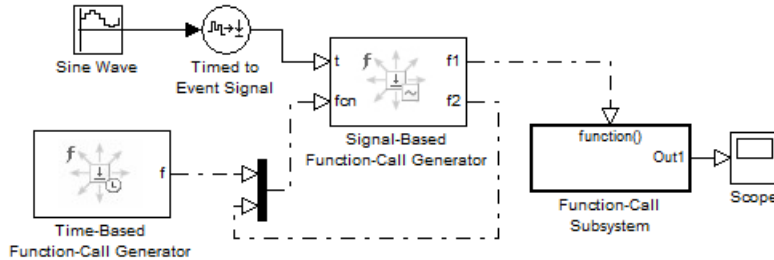 Sine Wave
Timed to
Event Signal
t
fcn
f1
f2
Signal-Based
Function-Call Generator
f
Time-Based
Function-Call Generator
function()
Out1
Function-Call
Subsystem
Scope